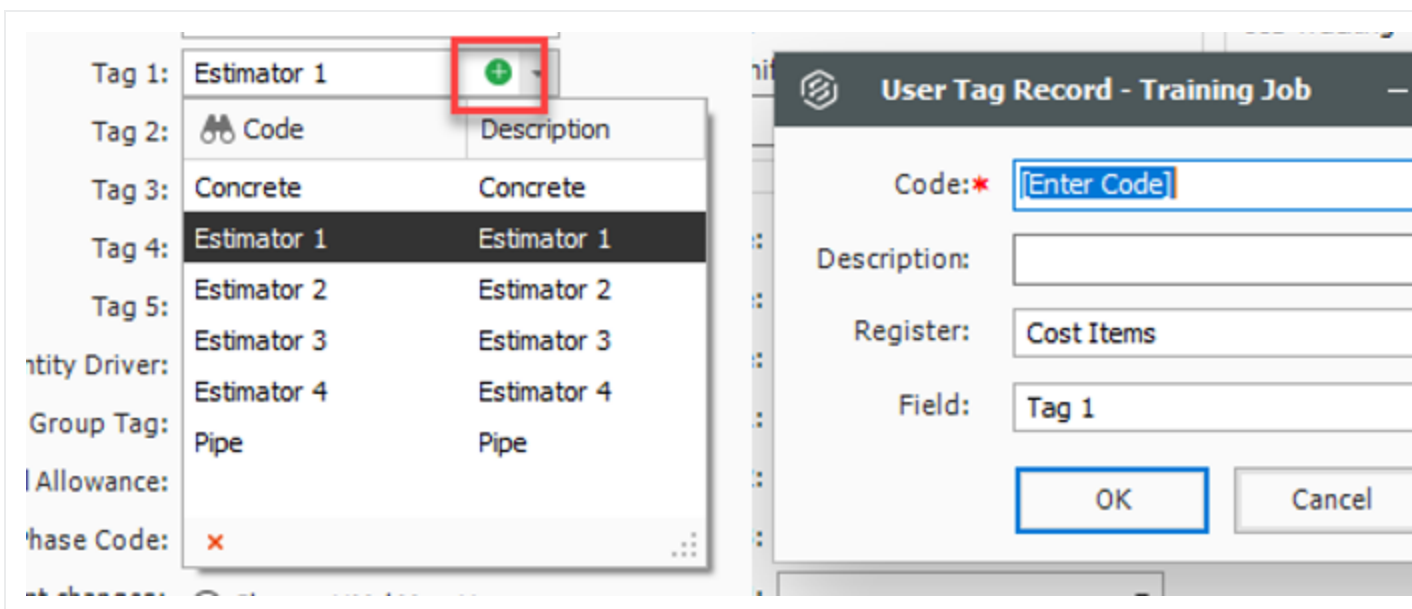 Tag 1: Estimator 1
Tag 2:
Tag 3:
Tag 4:
Tag 5:
ntity Driver:
Group Tag:
Allowance:
hase Code:
Code Description
Concrete Concrete
Estimator 1 Estimator 1
Estimator 2 Estimator 2
Estimator 3 Estimator 3
Estimator 4 Estimator 4
Pipe Pipe
User Tag Record - Training Job
Code:* [Enter Code]
Description:
Register: Cost Items
Field: Tag 1
OK Cancel